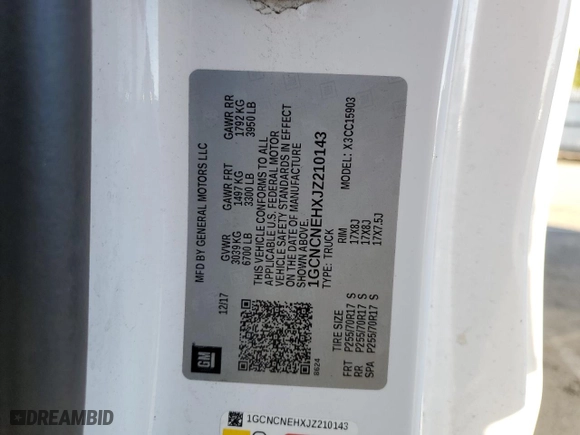 MFD BY GENERAL MOTORS LLC
12/17
GVWR
3039 KG
6700 LB
GAWR FRT
1497 KG
3300 LB
GAWR RR
1792 KG
3950 LB
THIS VEHICLE CONFORMS TO ALL
APPLICABLE U.S. FEDERAL MOTOR
VEHICLE SAFETY STANDARDS IN EFFECT
ON THE DATE OF MANUFACTURE
SHOWN ABOVE.
1GCNCNEHXJZ210143
TYPE: TRUCK
MODEL: X3CC15903
TIRE SIZE RIM
FRT P255/70R17 S 17X8J
RR P255/70R17 S 17X8J
SPA P255/70R17 S 17X7.5J
GM
8624
1GCNCNEHXJZ210143
DREAMBID